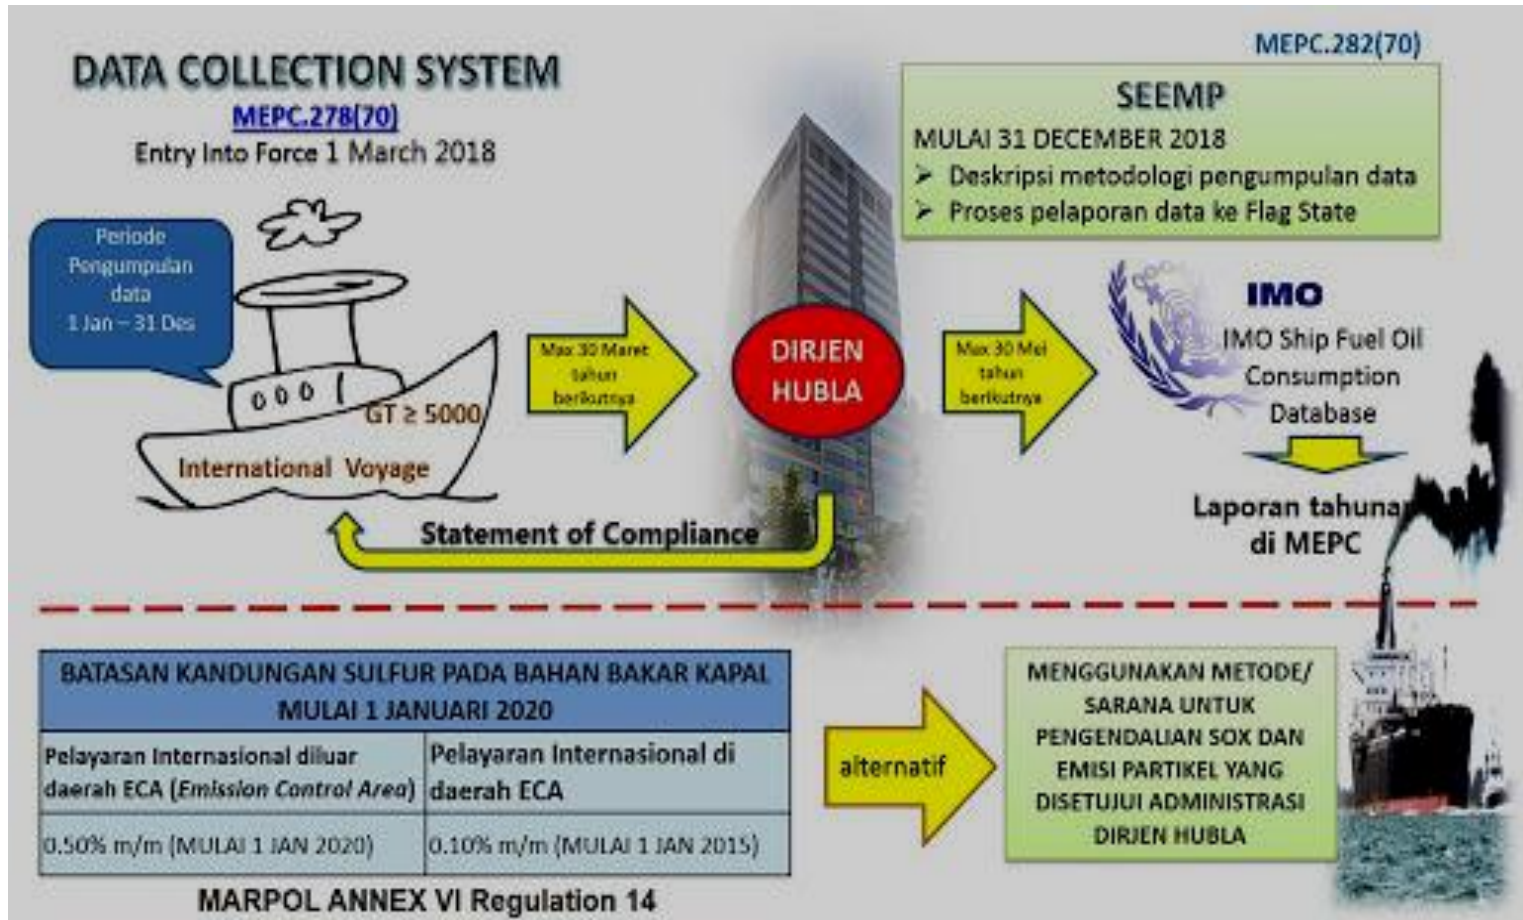 DATA COLLECTION SYSTEM
MEPC.278(70)
Entry Into Force 1 March 2018
MEPC.282(70)
SEEMP
MULAI 31 DECEMBER 2018
➢ Deskripsi metodologi pengumpulan data
➢ Proses pelaporan data ke Flag State
Periode
Pengumpulan
data
1 Jan – 31 Des
GT ≥ 5000
International Voyage
Max 30 Maret
tahun
berikutnya
DIRJEN
HUBLA
Max 30 Mei
tahun
berikutnya
IMO
IMO Ship Fuel Oil
Consumption
Database
Laporan tahunan
di MEPC
Statement of Compliance
BATASAN KANDUNGAN SULFUR PADA BAHAN BAKAR KAPAL
MULAI 1 JANUARI 2020
Pelayaran Internasional diluar
daerah ECA (Emission Control Area)
Pelayaran Internasional di
daerah ECA
0.50% m/m (MULAI 1 JAN 2020)
0.10% m/m (MULAI 1 JAN 2015)
MARPOL ANNEX VI Regulation 14
alternatif
MENGGUNAKAN METODE/
SARANA UNTUK
PENGENDALIAN SOX DAN
EMISI PARTIKEL YANG
DISETUJUI ADMINISTRASI
DIRJEN HUBLA